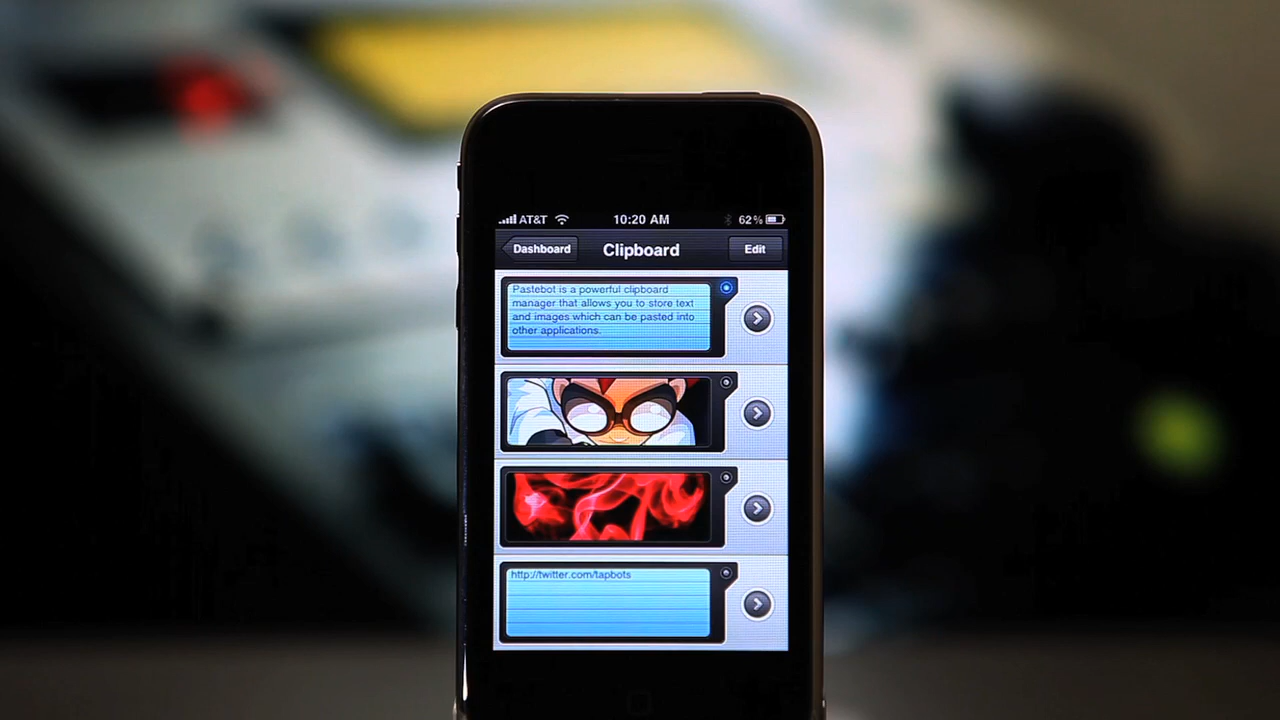 AT&T 10:20 AM 62%
Dashboard Clipboard Edit
Pastebot is a powerful clipboard
manager that allows you to store text
and images which can be pasted into
other applications.
http://twitter.com/tapbots